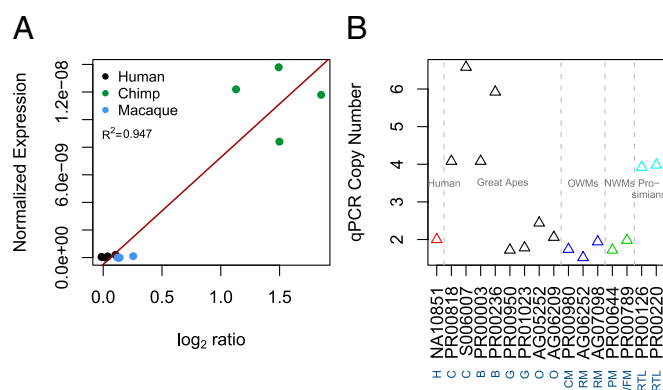 A
B
Normalized Expression
0.0e+00
6.0e-09
1.2e-08
Human
Chimp
Macaque
R²=0.947
0.0
0.5
1.0
1.5
log₂ ratio
qPCR Copy Number
2
3
4
5
6
Human
Great Apes
OWMs
NWMs
Pro-
simians
NA10851
PR00818
S006007
PR00003
PR00236
PR00950
PR01023
AG05252
AG06209
PR00980
AG06252
AG07098
PR00644
PR00789
PR00126
PR00220
H
C
C
B
B
G
G
O
O
CM
RM
RM
PM
RTL
RTL